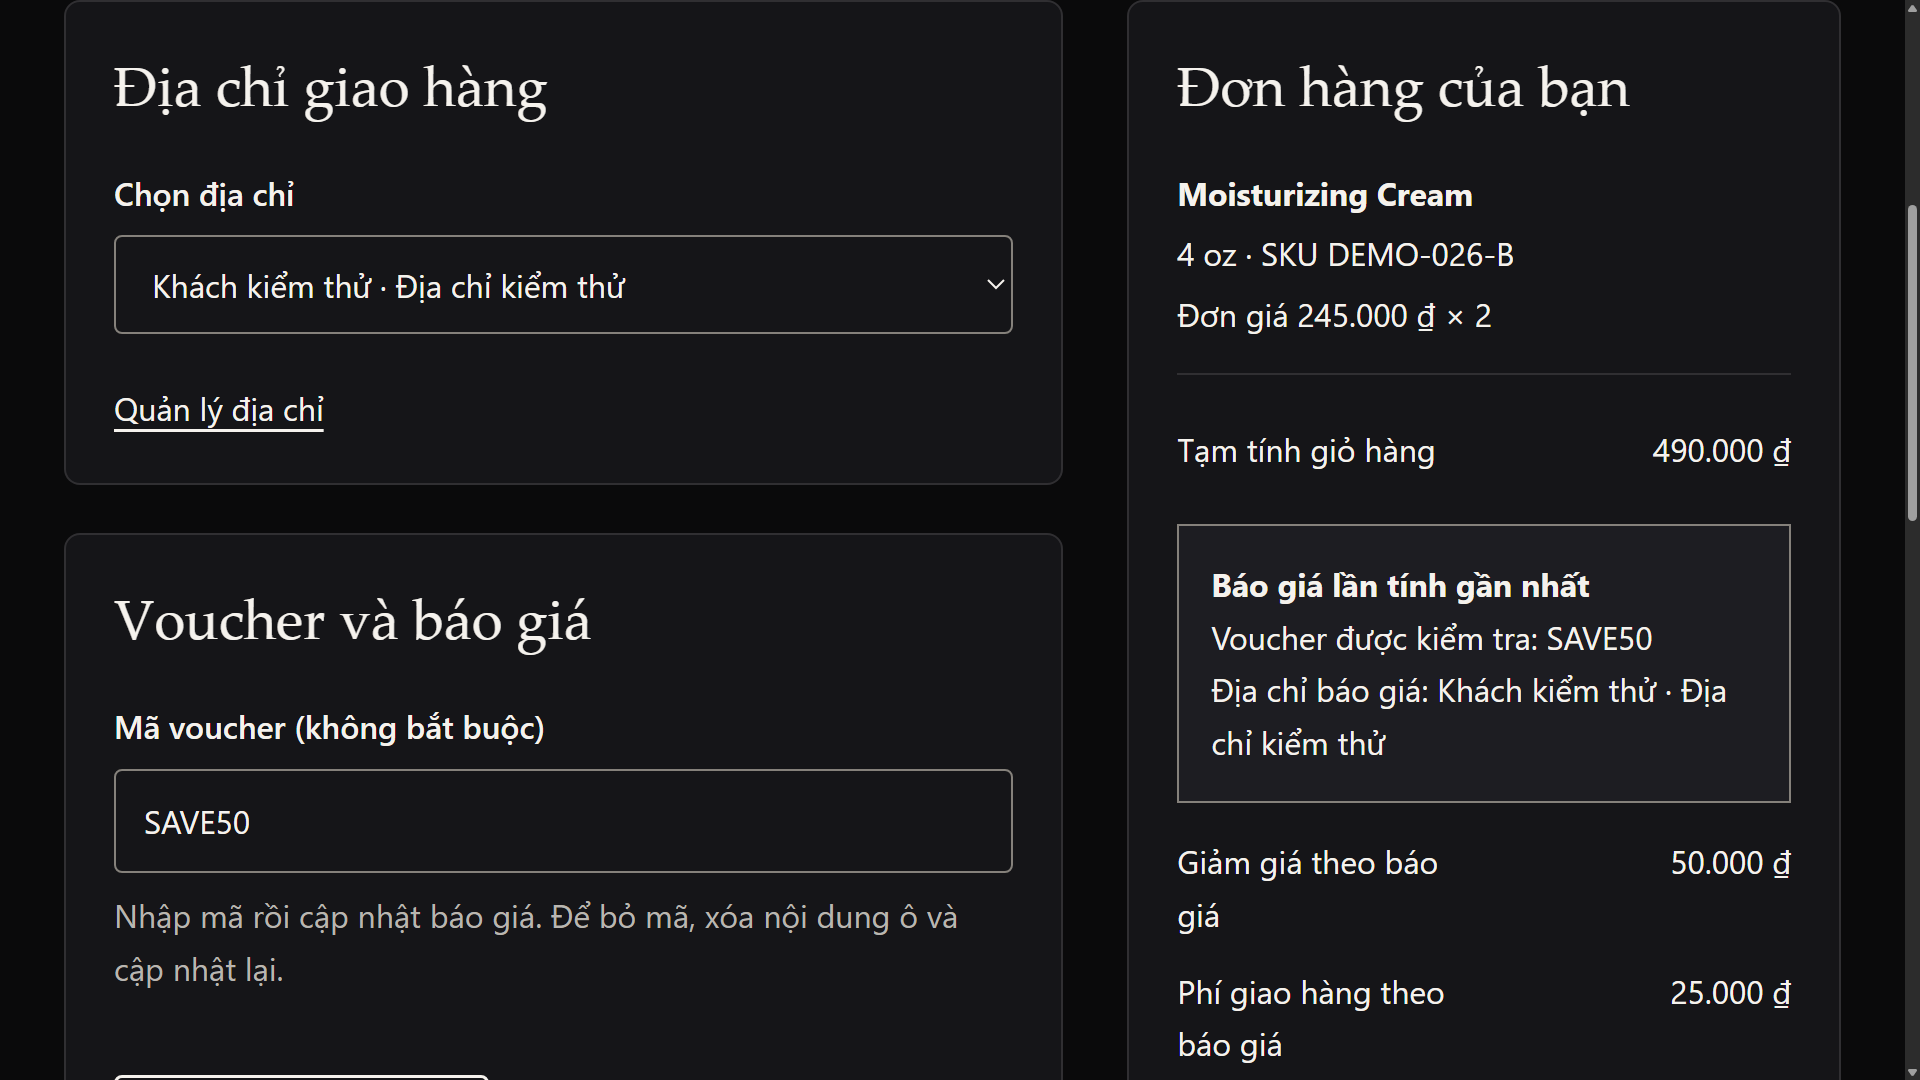 Địa chỉ giao hàng
Chọn địa chỉ
Khách kiểm thử · Địa chỉ kiểm thử
Quản lý địa chỉ
Voucher và báo giá
Mã voucher (không bắt buộc)
SAVE50
Nhập mã rồi cập nhật báo giá. Để bỏ mã, xóa nội dung ô và
cập nhật lại.
Đơn hàng của bạn
Moisturizing Cream
4 oz · SKU DEMO-026-B
Đơn giá 245.000 ₫ × 2
Tạm tính giỏ hàng 490.000 ₫
Báo giá lần tính gần nhất
Voucher được kiểm tra: SAVE50
Địa chỉ báo giá: Khách kiểm thử · Địa
chỉ kiểm thử
Giảm giá theo báo 50.000 ₫
giá
Phí giao hàng theo 25.000 ₫
báo giá